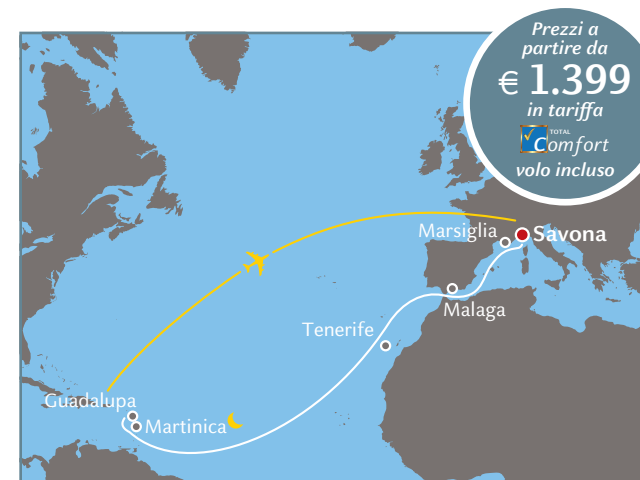 Prezzi a
partire da
€ 1.399
in tariffa
TOTAL
Comfort
volo incluso
Marsiglia
Savona
Malaga
Tenerife
Guadalupa
Martinica